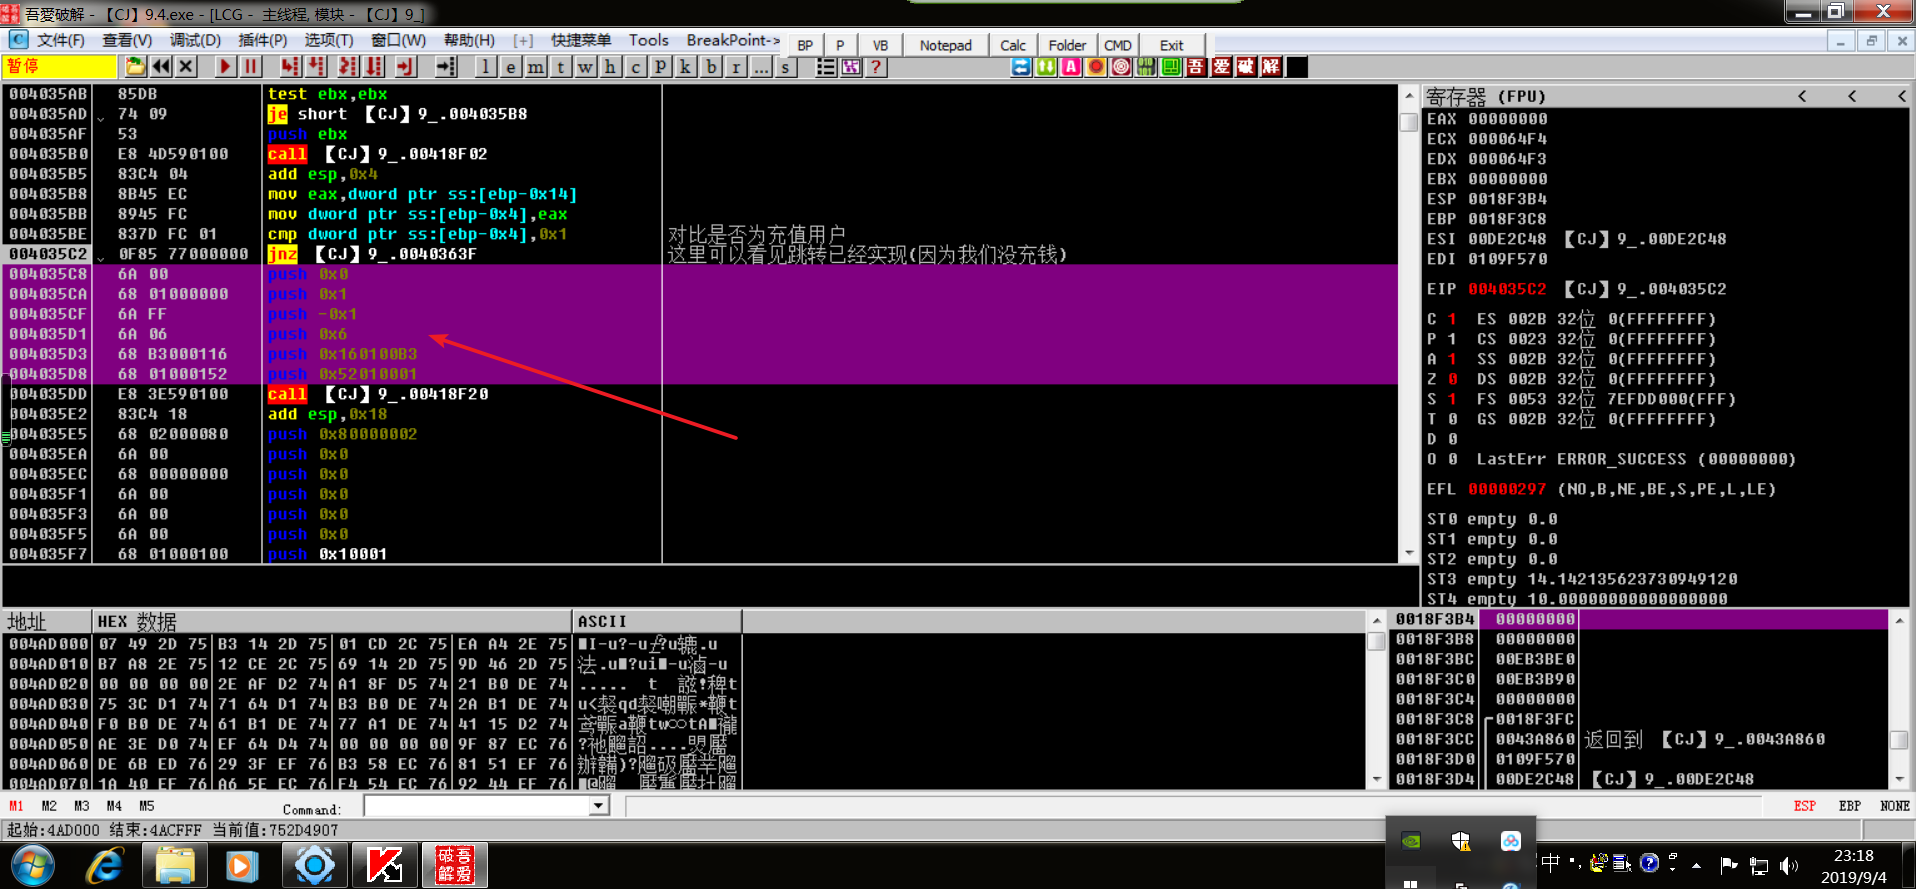 吾愛破解 - 【CJ】9.4.exe - [LCG - 主线程, 模块 - 【CJ】9_]
文件(F) 查看(V) 调试(D) 插件(P) 选项(T) 窗口(W) 帮助(H) [+] 快捷菜单 Tools BreakPoint->
BP P VB Notepad Calc Folder CMD Exit
暂停
l e m t w h c p k b r ... s ?
吾 爱 破 解
004035AB 85DB test ebx,ebx
004035AD 74 09 je short 【CJ】9_.004035B8
004035AF 53 push ebx
004035B0 E8 4D590100 call 【CJ】9_.00418F02
004035B5 83C4 04 add esp,0x4
004035B8 8B45 EC mov eax,dword ptr ss:[ebp-0x14]
004035BB 8945 FC mov dword ptr ss:[ebp-0x4],eax
004035BE 837D FC 01 cmp dword ptr ss:[ebp-0x4],0x1 对比是否为充值用户
004035C2 0F85 77000000 jnz 【CJ】9_.0040363F 这里可以看见跳转已经实现(因为我们没充钱)
004035C8 6A 00 push 0x0
004035CA 68 01000000 push 0x1
004035CF 6A FF push -0x1
004035D1 6A 06 push 0x6
004035D3 68 B3000116 push 0x160100B3
004035D8 68 01000152 push 0x52010001
004035DD E8 3E590100 call 【CJ】9_.00418F20
004035E2 83C4 18 add esp,0x18
004035E5 68 02000080 push 0x80000002
004035EA 6A 00 push 0x0
004035EC 68 00000000 push 0x0
004035F1 6A 00 push 0x0
004035F3 6A 00 push 0x0
004035F5 6A 00 push 0x0
004035F7 68 01000100 push 0x10001
寄存器 (FPU) < < <
EAX 00000000
ECX 000064F4
EDX 000064F3
EBX 00000000
ESP 0018F3B4
EBP 0018F3C8
ESI 00DE2C48 【CJ】9_.00DE2C48
EDI 0109F570
EIP 004035C2 【CJ】9_.004035C2
C 1 ES 002B 32位 0(FFFFFFFF)
P 1 CS 0023 32位 0(FFFFFFFF)
A 1 SS 002B 32位 0(FFFFFFFF)
Z 0 DS 002B 32位 0(FFFFFFFF)
S 1 FS 0053 32位 7EFDD000(FFF)
T 0 GS 002B 32位 0(FFFFFFFF)
D 0
O 0 LastErr ERROR_SUCCESS (00000000)
EFL 00000297 (NO,B,NE,BE,S,PE,L,LE)
ST0 empty 0.0
ST1 empty 0.0
ST2 empty 0.0
ST3 empty 14.142135623730949120
ST4 empty 10.000000000000000000
地址 HEX 数据 ASCII
004AD000 07 49 2D 75 B3 14 2D 75 01 CD 2C 75 EA A4 2E 75
004AD010 B7 A8 2E 75 12 CE 2C 75 69 14 2D 75 9D 46 2D 75
004AD020 00 00 00 00 2E AF D2 74 A1 8F D5 74 21 B0 DE 74
004AD030 75 3C D1 74 71 64 D1 74 B3 B0 DE 74 2A B1 DE 74
004AD040 F0 B0 DE 74 61 B1 DE 74 77 A1 DE 74 41 15 D2 74
004AD050 AE 3E D0 74 EF 64 D4 74 00 00 00 00 9F 87 EC 76
004AD060 DE 6B ED 76 29 3F EF 76 B3 58 EC 76 81 51 EF 76
004AD070 1A 40 EF 76 A6 5E EC 76 F4 54 EC 76 92 44 EF 76
0018F3B4 00000000
0018F3B8 00000000
0018F3BC 00EB3BE0
0018F3C0 00EB3B90
0018F3C4 00000000
0018F3C8 0018F3FC
0018F3CC 0043A860 返回到 【CJ】9_.0043A860
0018F3D0 0109F570
0018F3D4 00DE2C48 【CJ】9_.00DE2C48
M1 M2 M3 M4 M5 Command: ESP EBP NONE
起始:4AD000 结束:4ACFFF 当前值:752D4907
中
23:18
2019/9/4